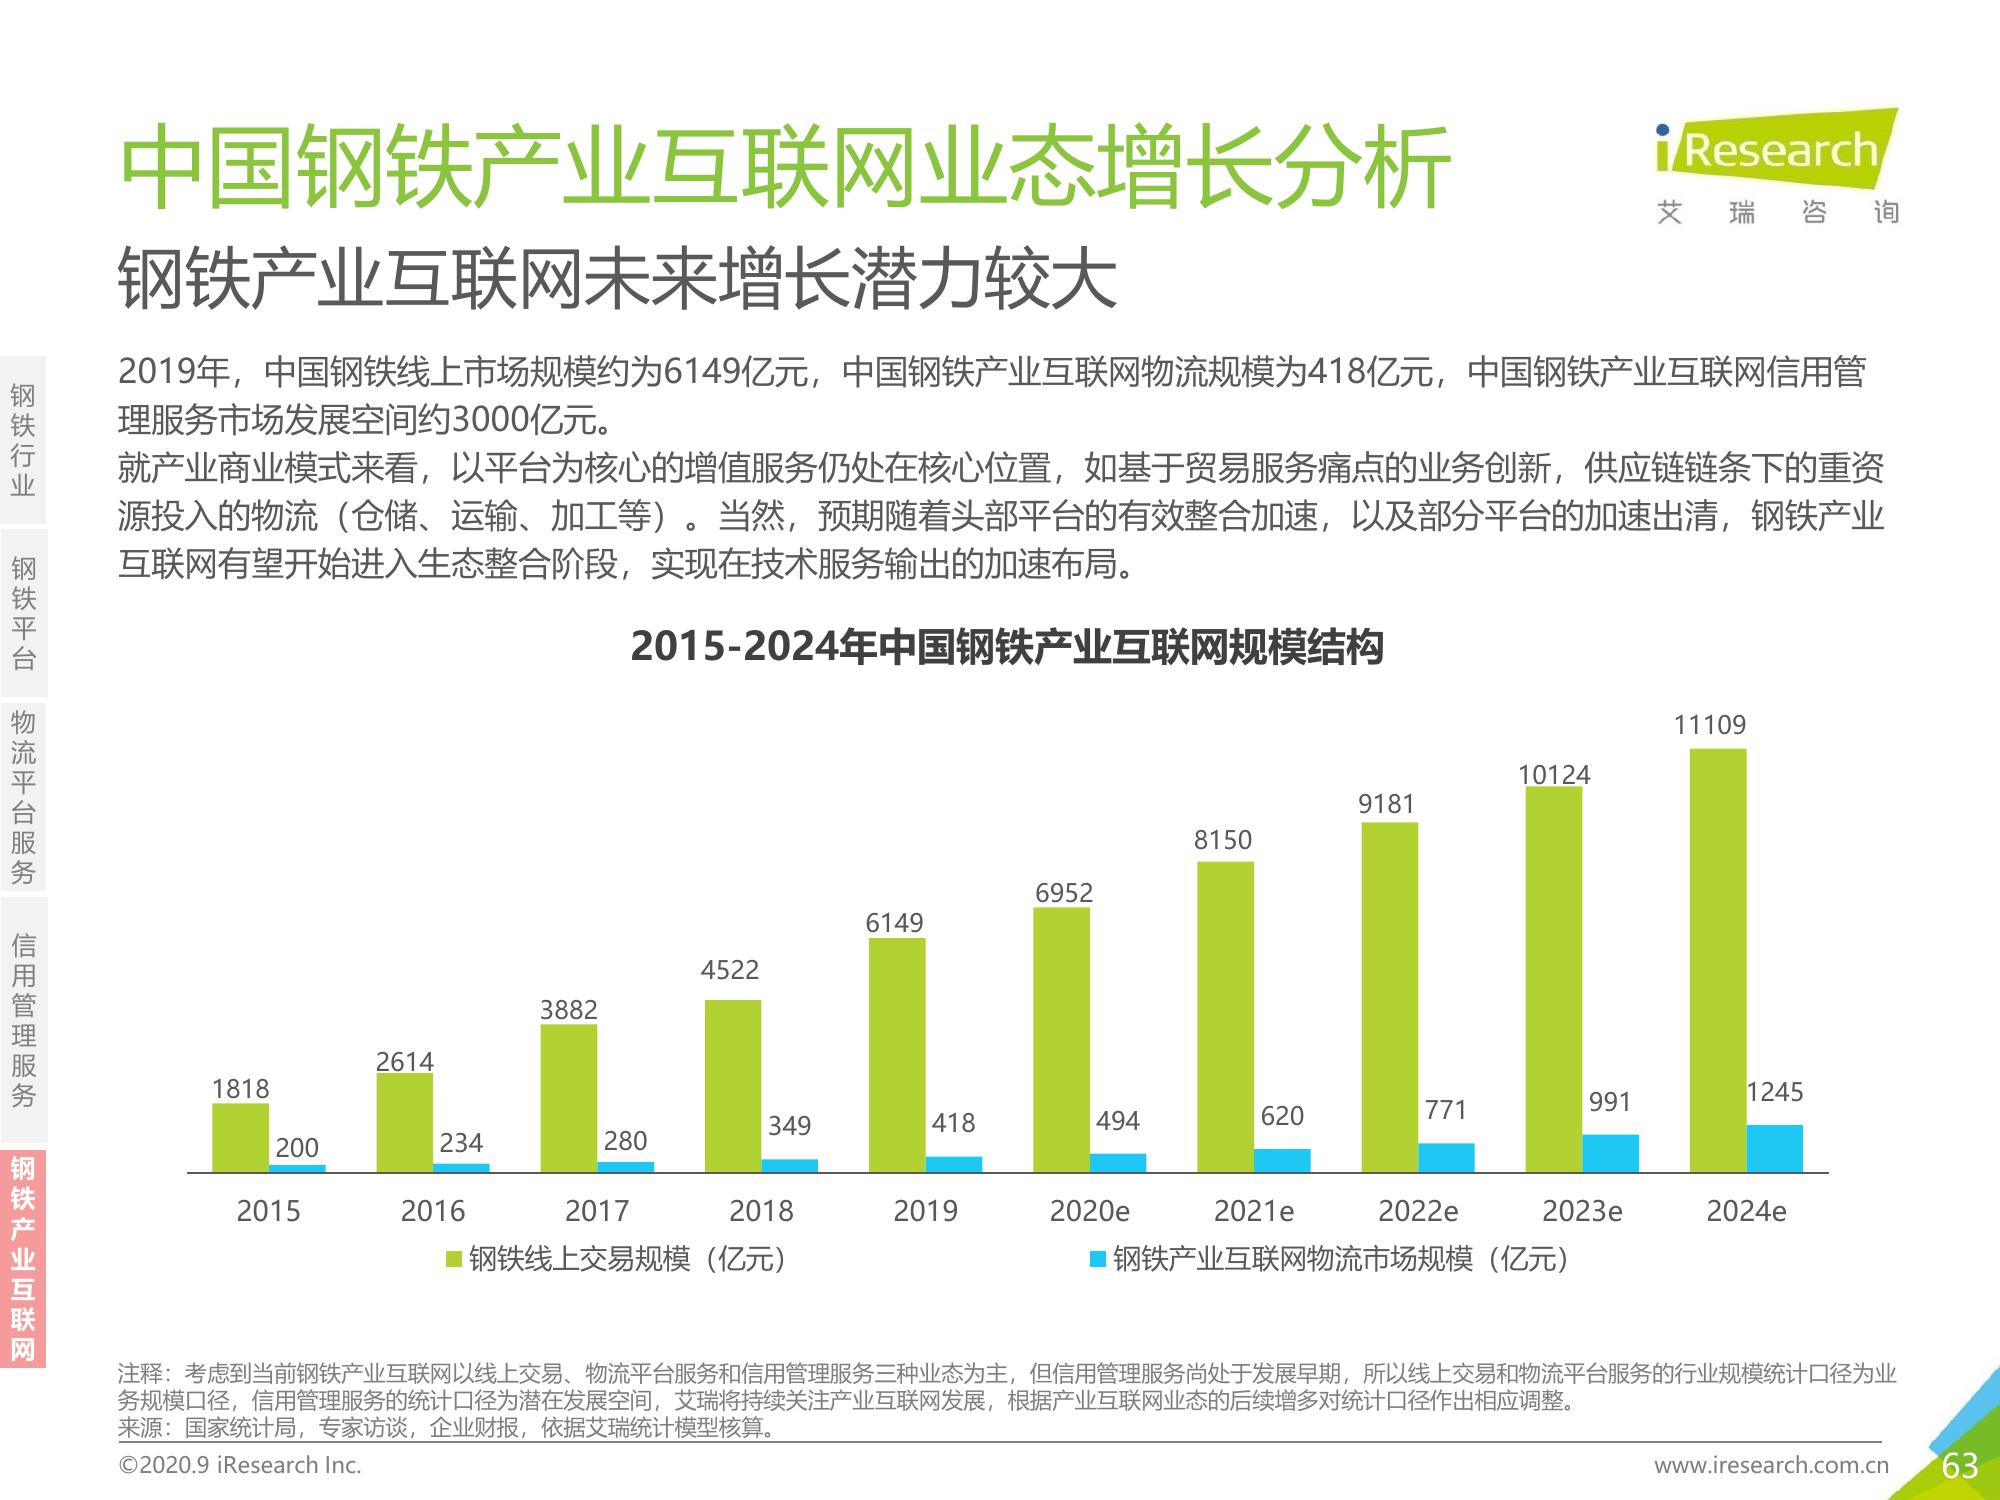 中国钢铁产业互联网业态增长分析
iResearch
艾瑞咨询
钢铁产业互联网未来增长潜力较大
2019年，中国钢铁线上市场规模约为6149亿元，中国钢铁产业互联网物流规模为418亿元，中国钢铁产业互联网信用管
理服务市场发展空间约3000亿元。
就产业商业模式来看，以平台为核心的增值服务仍处在核心位置，如基于贸易服务痛点的业务创新，供应链链条下的重资
源投入的物流（仓储、运输、加工等）。当然，预期随着头部平台的有效整合加速，以及部分平台的加速出清，钢铁产业
互联网有望开始进入生态整合阶段，实现在技术服务输出的加速布局。
钢铁行业
钢铁平台
物流平台服务
信用管理服务
钢铁产业互联网
2015-2024年中国钢铁产业互联网规模结构
1818 2614 3882 4522 6149 6952 8150 9181 10124 11109
200 234 280 349 418 494 620 771 991 1245
2015 2016 2017 2018 2019 2020e 2021e 2022e 2023e 2024e
钢铁线上交易规模（亿元） 钢铁产业互联网物流市场规模（亿元）
注释：考虑到当前钢铁产业互联网以线上交易、物流平台服务和信用管理服务三种业态为主，但信用管理服务尚处于发展早期，所以线上交易和物流平台服务的行业规模统计口径为业
务规模口径，信用管理服务的统计口径为潜在发展空间，艾瑞将持续关注产业互联网发展，根据产业互联网业态的后续增多对统计口径作出相应调整。
来源：国家统计局，专家访谈，企业财报，依据艾瑞统计模型核算。
©2020.9 iResearch Inc.
www.iresearch.com.cn
63